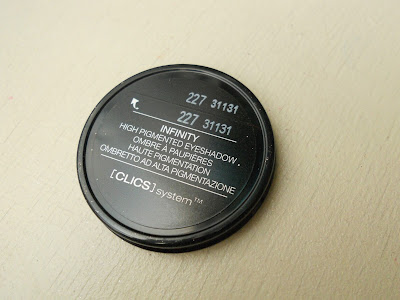 227 31131
227 31131
INFINITY
HIGH PIGMENTED EYESHADOW
OMBRE À PAUPIÈRES
HAUTE PIGMENTATION
OMBRETTO AD ALTA PIGMENTAZIONE
[CLICS] system™